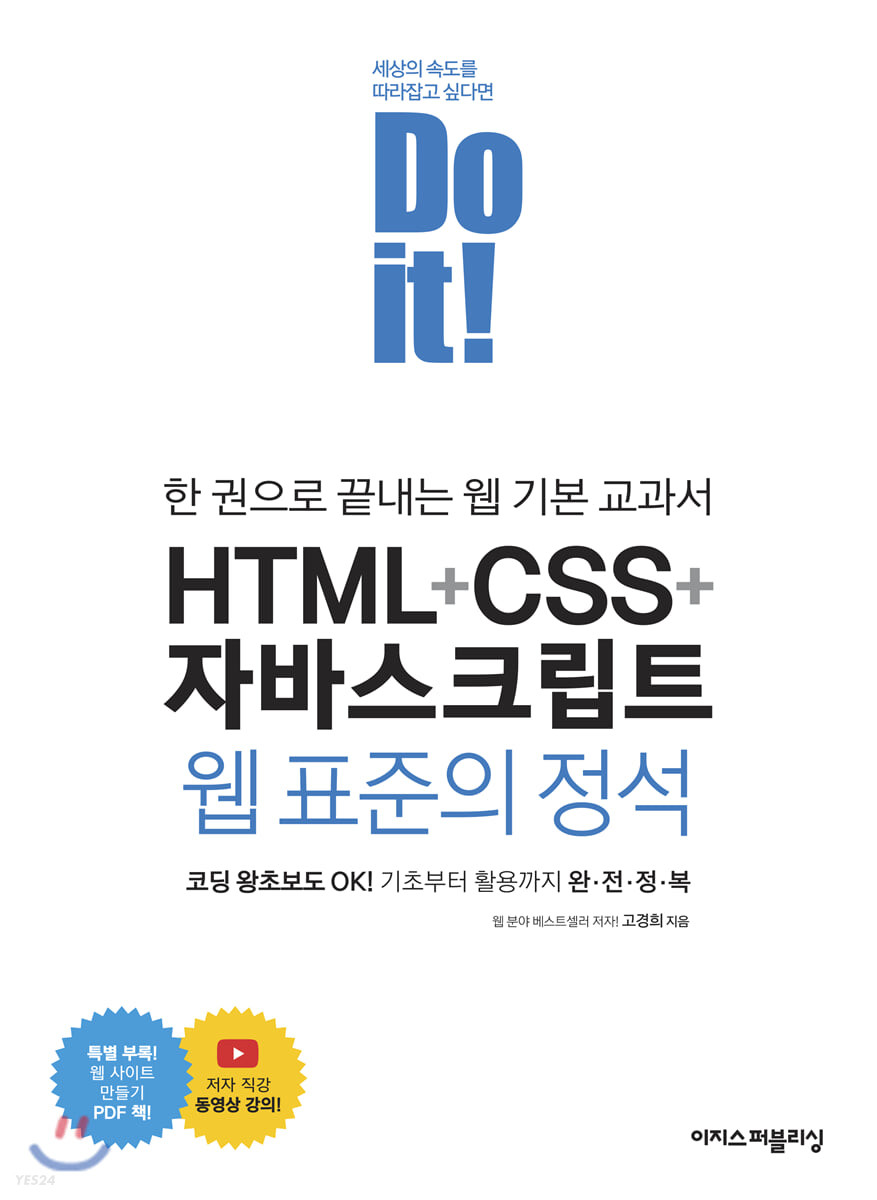 세상의 속도를
따라잡고 싶다면
Do
it!
한 권으로 끝내는 웹 기본 교과서
HTML+CSS+
자바스크립트
웹 표준의 정석
코딩 왕초보도 OK! 기초부터 활용까지 완·전·정·복
웹 분야 베스트셀러 저자! 고경희 지음
특별 부록!
웹 사이트
만들기
PDF 책!
저자 직강
동영상 강의!
이지스 퍼블리싱
YES24